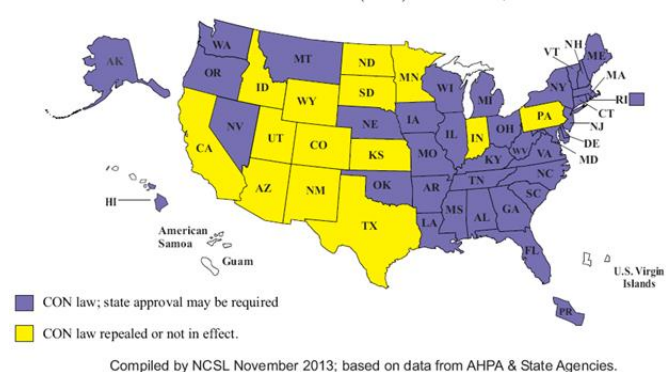 AK
WA
OR
MT
ID
WY
ND
SD
MN
NE
NV
UT
CO
KS
CA
AZ
NM
OK
TX
WI
IA
IL
MO
AR
LA
MI
IN
OH
KY
TN
MS
AL
GA
FL
SC
NC
VA
WV
PA
NY
VT
NH
ME
MA
RI
CT
NJ
DE
MD
HI
American
Samoa
Guam
U.S. Virgin
Islands
PR
CON law; state approval may be required
CON law repealed or not in effect.
Compiled by NCSL November 2013; based on data from AHPA & State Agencies.